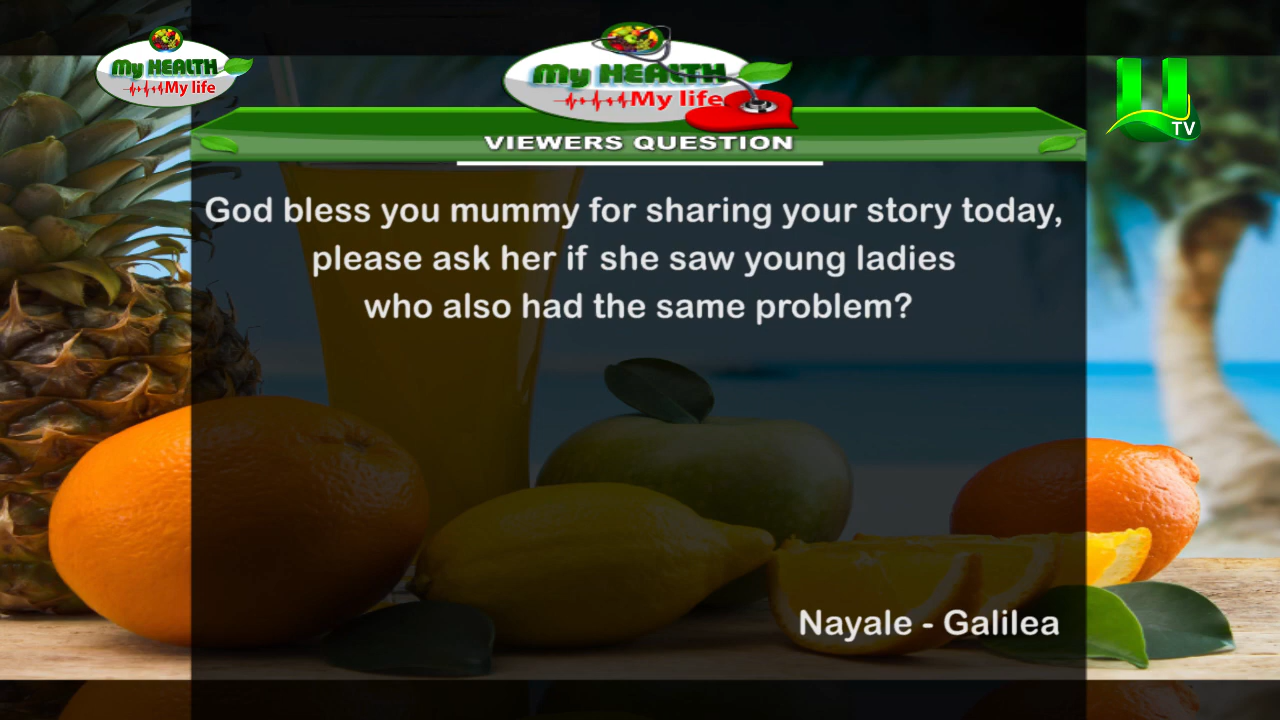 My HEALTH
My life
My HEALTH
My life
U
TV
VIEWERS QUESTION
God bless you mummy for sharing your story today,
please ask her if she saw young ladies
who also had the same problem?
Nayale - Galilea